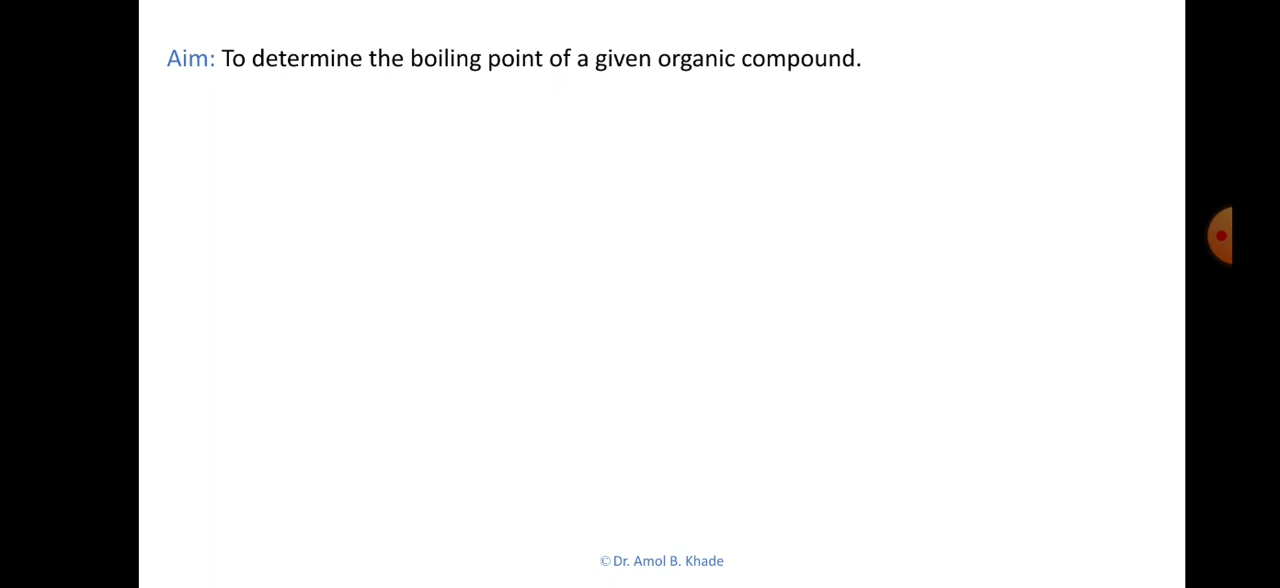 Aim: To determine the boiling point of a given organic compound.
© Dr. Amol B. Khade